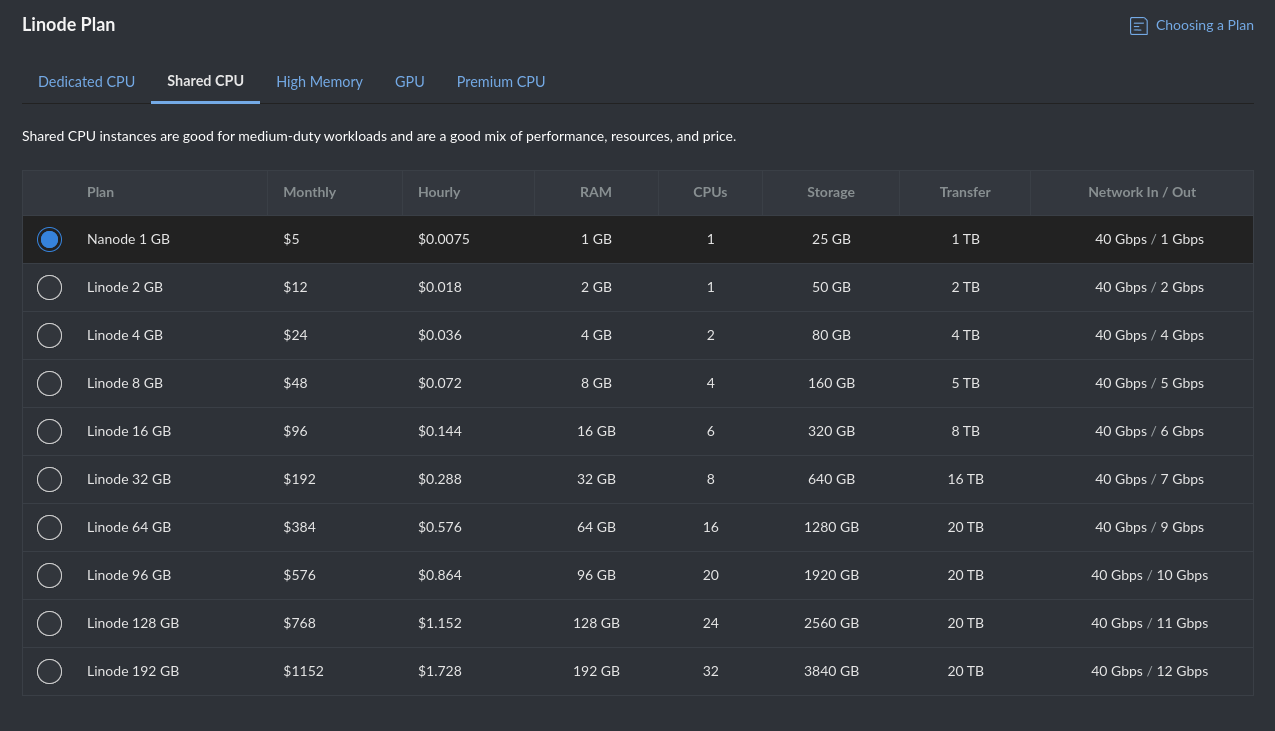 Linode Plan
Choosing a Plan
Dedicated CPU Shared CPU High Memory GPU Premium CPU
Shared CPU instances are good for medium-duty workloads and are a good mix of performance, resources, and price.
Plan Monthly Hourly RAM CPUs Storage Transfer Network In / Out
Nanode 1 GB $5 $0.0075 1 GB 1 25 GB 1 TB 40 Gbps / 1 Gbps
Linode 2 GB $12 $0.018 2 GB 1 50 GB 2 TB 40 Gbps / 2 Gbps
Linode 4 GB $24 $0.036 4 GB 2 80 GB 4 TB 40 Gbps / 4 Gbps
Linode 8 GB $48 $0.072 8 GB 4 160 GB 5 TB 40 Gbps / 5 Gbps
Linode 16 GB $96 $0.144 16 GB 6 320 GB 8 TB 40 Gbps / 6 Gbps
Linode 32 GB $192 $0.288 32 GB 8 640 GB 16 TB 40 Gbps / 7 Gbps
Linode 64 GB $384 $0.576 64 GB 16 1280 GB 20 TB 40 Gbps / 9 Gbps
Linode 96 GB $576 $0.864 96 GB 20 1920 GB 20 TB 40 Gbps / 10 Gbps
Linode 128 GB $768 $1.152 128 GB 24 2560 GB 20 TB 40 Gbps / 11 Gbps
Linode 192 GB $1152 $1.728 192 GB 32 3840 GB 20 TB 40 Gbps / 12 Gbps